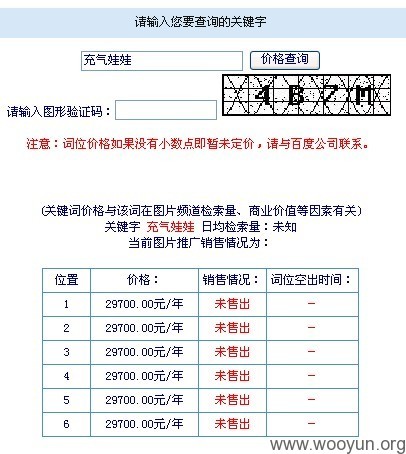 请输入您要查询的关键字
充气娃娃 价格查询
请输入图形验证码： 4 B 7 M
注意：词位价格如果没有小数点即暂未定价，请与百度公司联系。
(关键词价格与该词在图片频道检索量、商业价值等因素有关)
关键字 充气娃娃 日均检索量：未知
当前图片推广销售情况为：
位置 价格： 销售情况： 词位空出时间：
1 29700.00元/年 未售出 －
2 29700.00元/年 未售出 －
3 29700.00元/年 未售出 －
4 29700.00元/年 未售出 －
5 29700.00元/年 未售出 －
6 29700.00元/年 未售出 －
www.wooyun.org